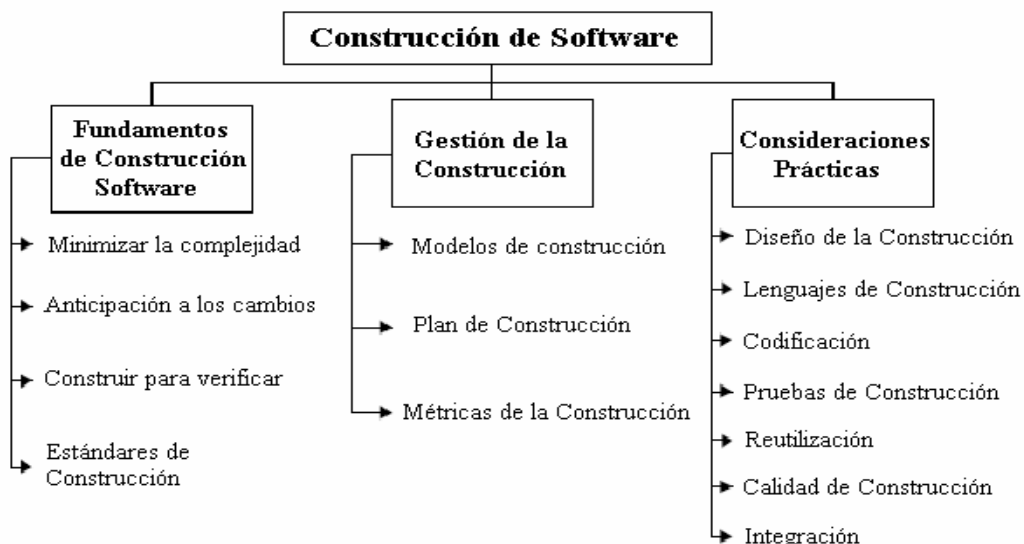 Construcción de Software
Fundamentos
de Construcción
Software
Minimizar la complejidad
Anticipación a los cambios
Construir para verificar
Estándares de
Construcción
Gestión de la
Construcción
Modelos de construcción
Plan de Construcción
Métricas de la Construcción
Consideraciones
Prácticas
Diseño de la Construcción
Lenguajes de Construcción
Codificación
Pruebas de Construcción
Reutilización
Calidad de Construcción
Integración